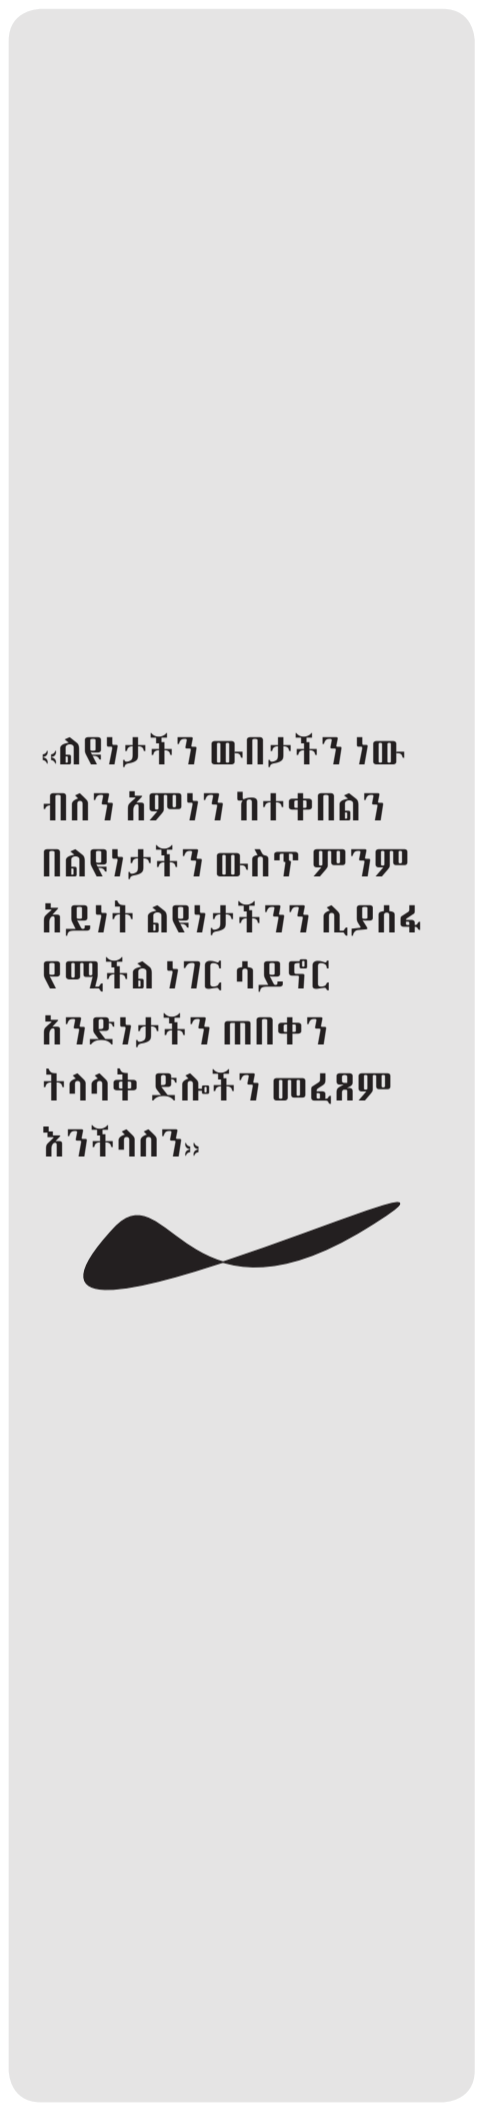 ‹‹ልዩነታችን ውበታችን ነው
ብለን አምነን ከተቀበልን
በልዩነታችን ውስጥ ምንም
አይነት ልዩነታችንን ሊያሰፋ
የሚችል ነገር ሳይኖር
አንድነታችን ጠበቀን
ትላላቅ ድሎችን መፈጸም
እንችላለን››